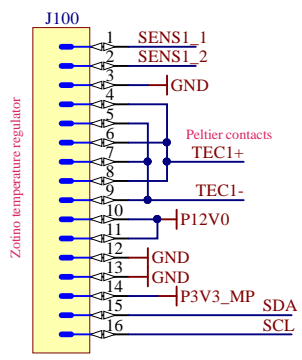 J100
1 SENS1_1
2 SENS1_2
3 GND
4
5
6 Peltier contacts
7 TEC1+
8
9 TEC1-
10 P12V0
11
12 GND
13 GND
14 P3V3_MP
15 SDA
16 SCL
Zotino temperature regulator